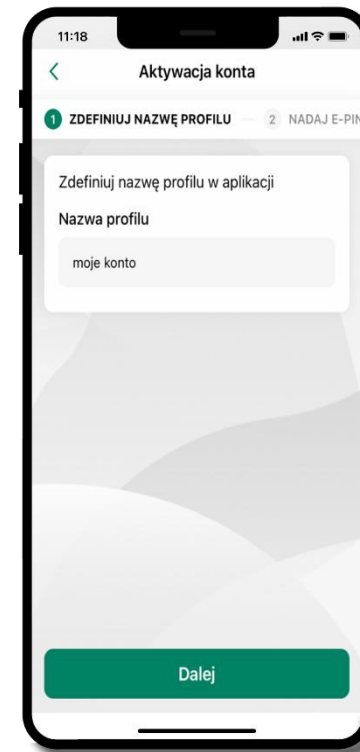 11:18
Aktywacja konta
1 ZDEFINIUJ NAZWĘ PROFILU 2 NADAJ E-PIN
Zdefiniuj nazwę profilu w aplikacji
Nazwa profilu
moje konto
Dalej